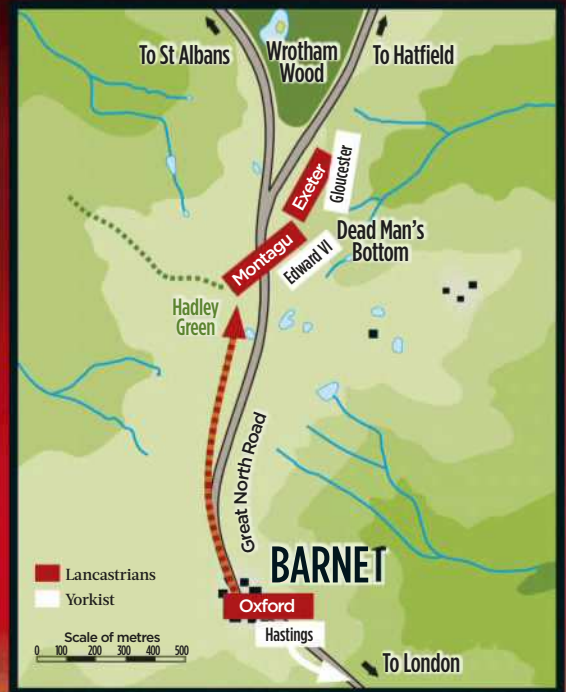 To St Albans
Wrotham
Wood
To Hatfield
Exeter
Gloucester
Montagu
Edward VI
Dead Man's
Bottom
Hadley
Green
Great North Road
BARNET
Lancastrians
Yorkist
Oxford
Hastings
Scale of metres
0 100 200 300 400 500
To London